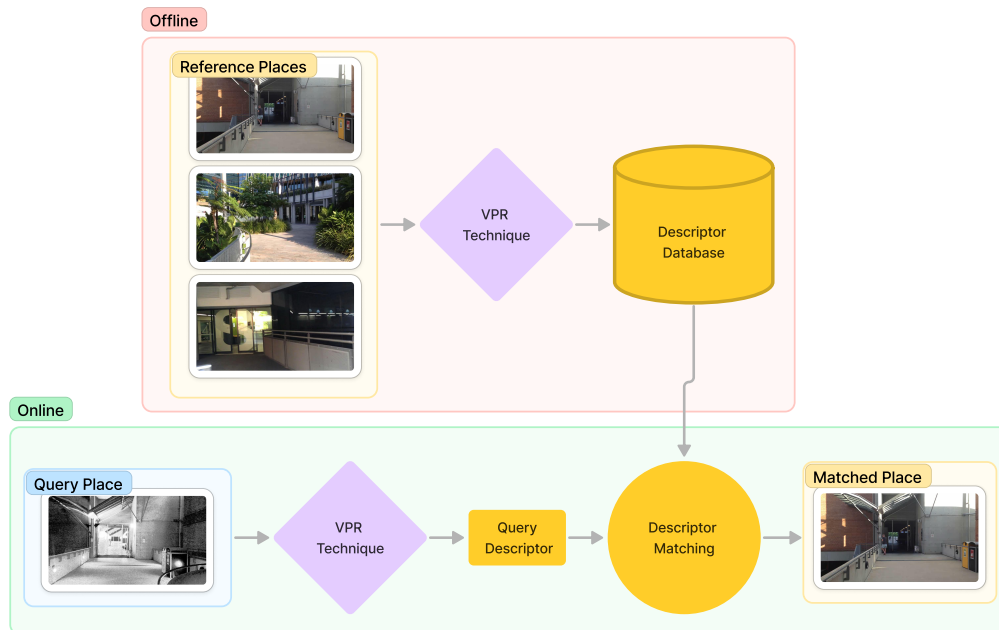 Offline
Reference Places
VPR
Technique
Descriptor
Database
Online
Query Place
VPR
Technique
Query
Descriptor
Descriptor
Matching
Matched Place